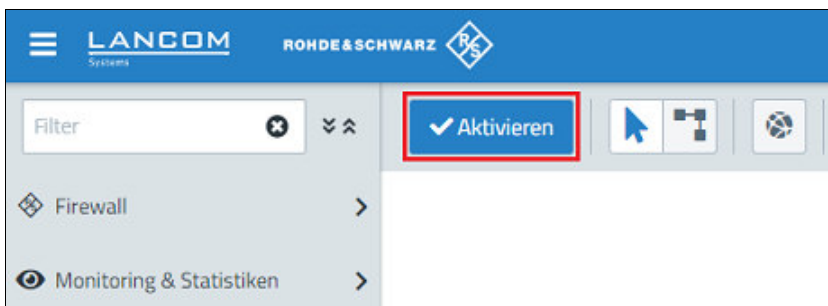 LANCOM
Systems
ROHDE&SCHWARZ
R&S
Filter
Aktivieren
Firewall
Monitoring & Statistiken